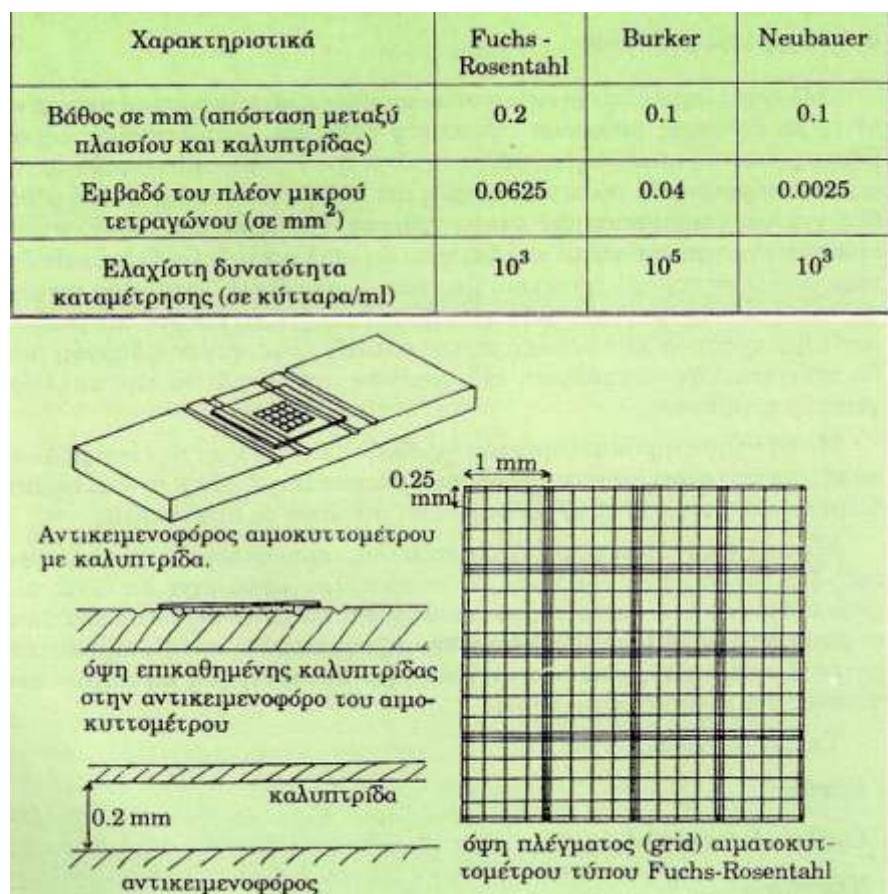 Χαρακτηριστικά Fuchs - Rosentahl Burker Neubauer
Βάθος σε mm (απόσταση μεταξύ πλαισίου και καλυπτρίδας) 0.2 0.1 0.1
Εμβαδό του πλέον μικρού τετραγώνου (σε mm²) 0.0625 0.04 0.0025
Ελαχίστη δυνατότητα καταμέτρησης (σε κύτταρα/ml) 10³ 10⁵ 10³
1 mm
0.25
mm
Αντικειμενοφόρος αιμοκυττομέτρου
με καλυπτρίδα.
όψη επικαθημένης καλυπτρίδας
στην αντικειμενοφόρο του αιμο-
κυττομέτρου
καλυπτρίδα
0.2 mm
αντικειμενοφόρος
όψη πλέγματος (grid) αιματοκυτ-
τομέτρου τύπου Fuchs-Rosentahl